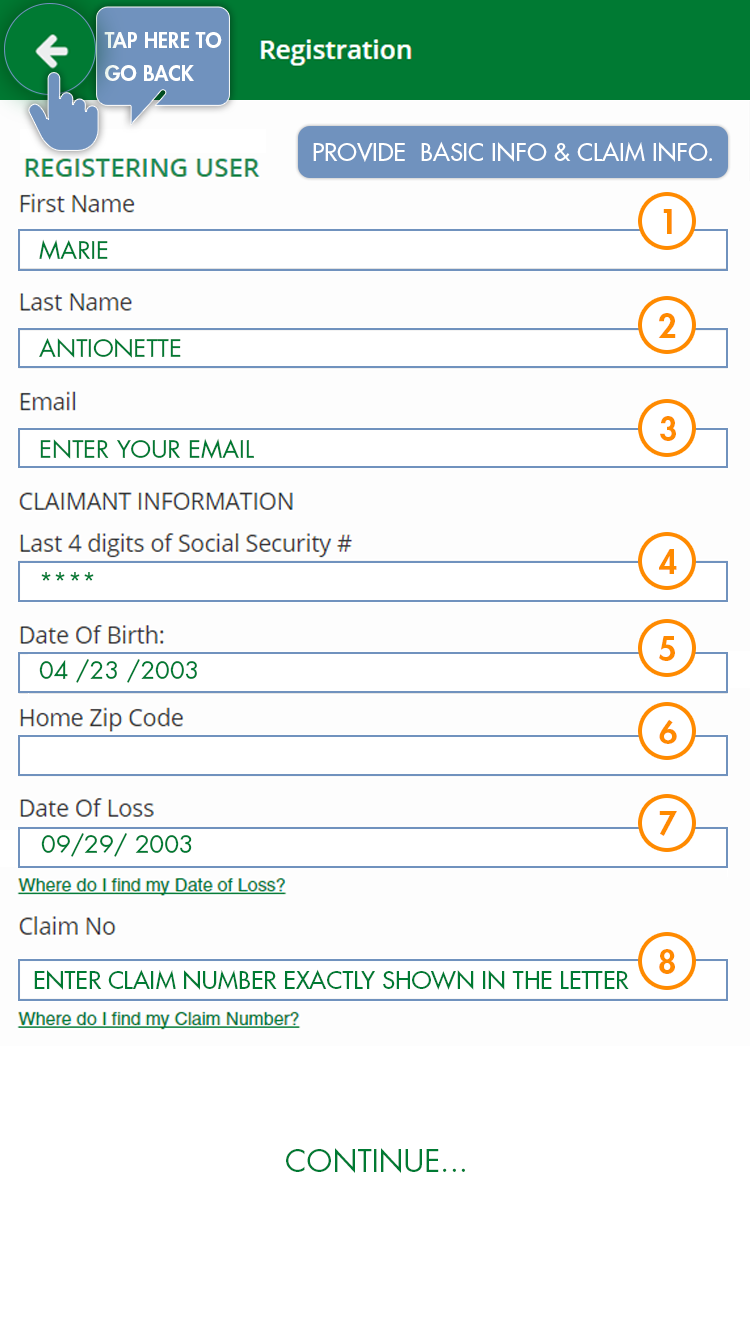 TAP HERE TO
GO BACK
Registration
PROVIDE BASIC INFO & CLAIM INFO.
REGISTERING USER
First Name
1
MARIE
Last Name
2
ANTIONETTE
Email
3
ENTER YOUR EMAIL
CLAIMANT INFORMATION
Last 4 digits of Social Security #
4
****
Date Of Birth:
5
04 /23 /2003
Home Zip Code
6
Date Of Loss
7
09/29/ 2003
Where do I find my Date of Loss?
Claim No
8
ENTER CLAIM NUMBER EXACTLY SHOWN IN THE LETTER
Where do I find my Claim Number?
CONTINUE...